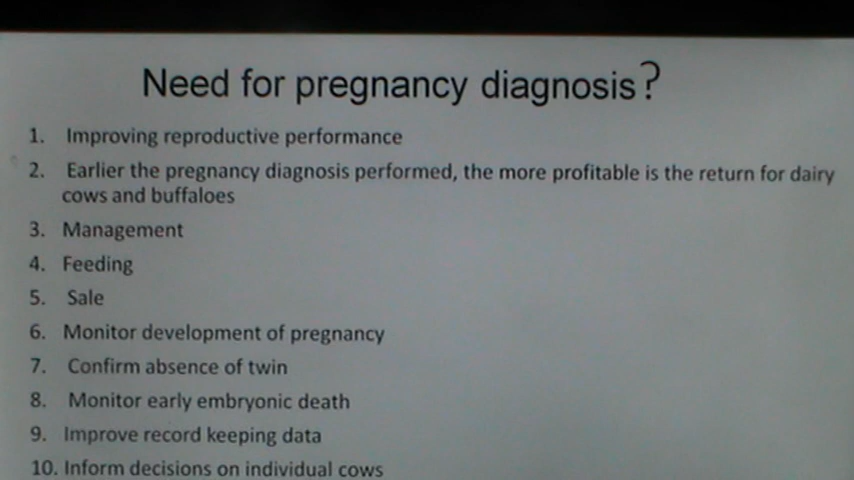 Need for pregnancy diagnosis?
1. Improving reproductive performance
2. Earlier the pregnancy diagnosis performed, the more profitable is the return for dairy
cows and buffaloes
3. Management
4. Feeding
5. Sale
6. Monitor development of pregnancy
7. Confirm absence of twin
8. Monitor early embryonic death
9. Improve record keeping data
10. Inform decisions on individual cows